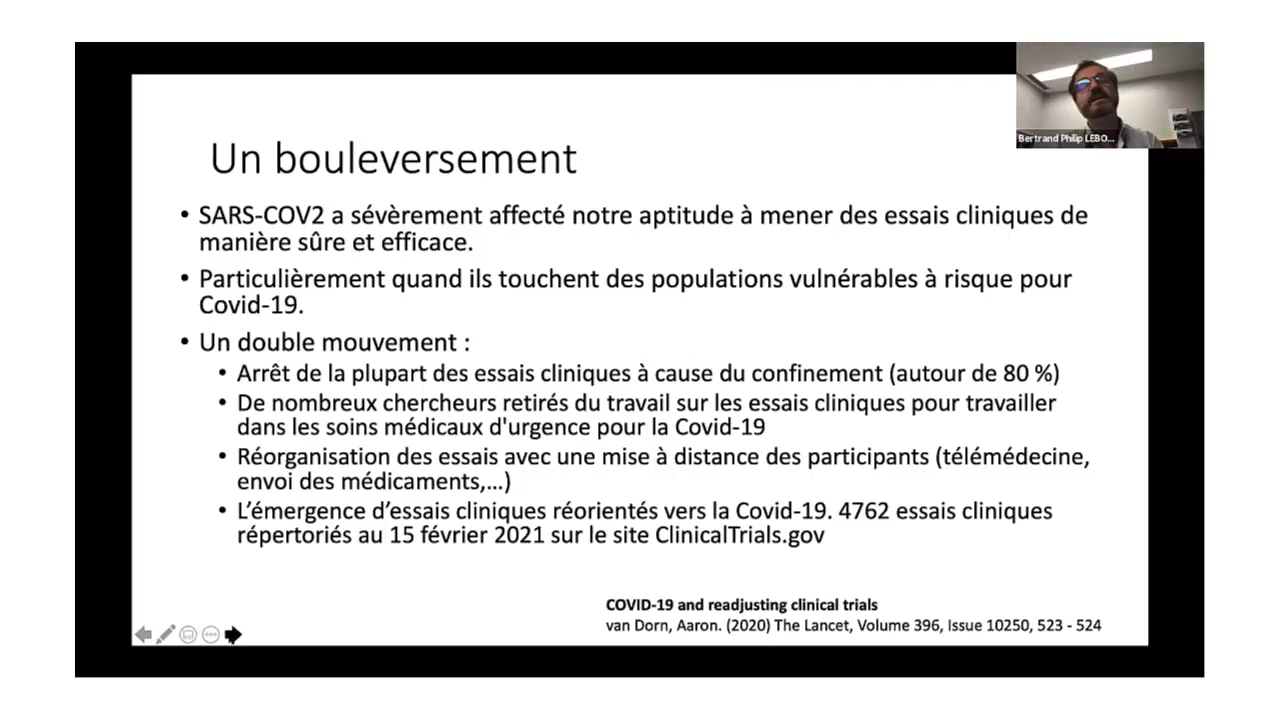 Bertrand Philip LEBO...
Un bouleversement
• SARS-COV2 a sévèrement affecté notre aptitude à mener des essais cliniques de
manière sûre et efficace.
• Particulièrement quand ils touchent des populations vulnérables à risque pour
Covid-19.
• Un double mouvement :
• Arrêt de la plupart des essais cliniques à cause du confinement (autour de 80 %)
• De nombreux chercheurs retirés du travail sur les essais cliniques pour travailler
dans les soins médicaux d'urgence pour la Covid-19
• Réorganisation des essais avec une mise à distance des participants (télémédecine,
envoi des médicaments,...)
• L’émergence d’essais cliniques réorientés vers la Covid-19. 4762 essais cliniques
répertoriés au 15 février 2021 sur le site ClinicalTrials.gov
COVID-19 and readjusting clinical trials
van Dorn, Aaron. (2020) The Lancet, Volume 396, Issue 10250, 523 - 524